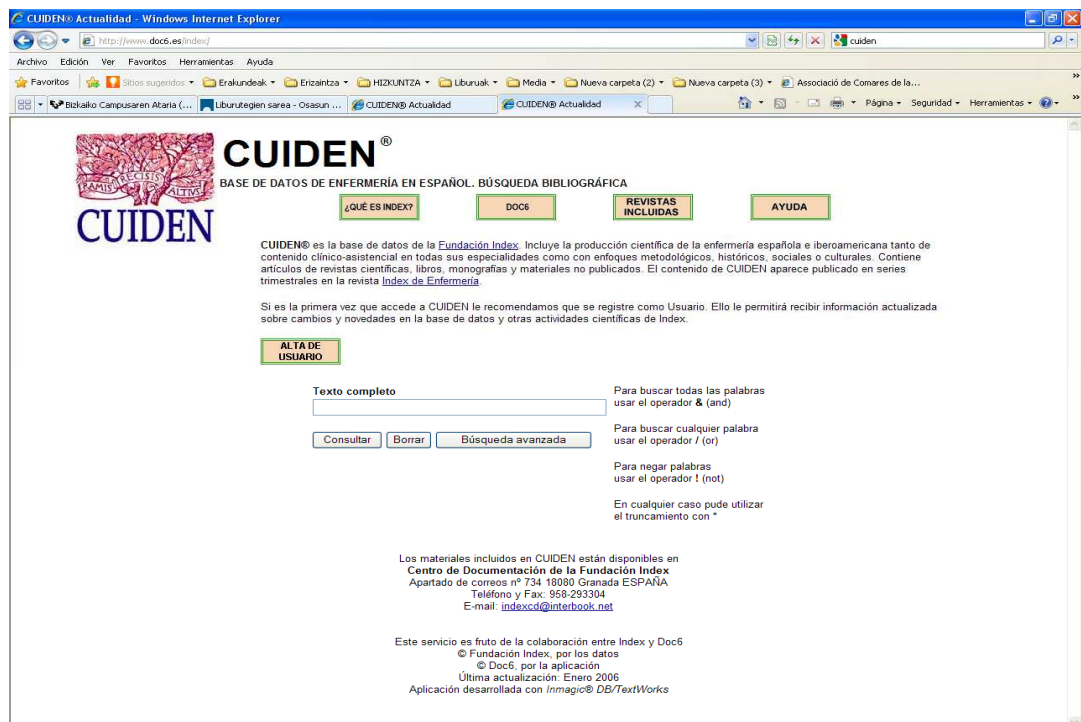 CUIDEN® Actualidad - Windows Internet Explorer
http://www.doc6.es/index/
cuiden
Archivo Edición Ver Favoritos Herramientas Ayuda
Favoritos Sitios sugeridos Erakundeak Erizaintza HIZKUNTZA Liburuak Media Nueva carpeta (2) Nueva carpeta (3) Associació de Comares de la... »
Bizkaiko Campusaren Ataria (... Liburutegien sarea - Osasun ... CUIDEN® Actualidad CUIDEN® Actualidad X Página Seguridad Herramientas »
RAMIS RECISIS ALTIVS
CUIDEN
CUIDEN®
BASE DE DATOS DE ENFERMERÍA EN ESPAÑOL. BÚSQUEDA BIBLIOGRÁFICA
¿QUÉ ES INDEX?
DOC6
REVISTAS
INCLUIDAS
AYUDA
CUIDEN® es la base de datos de la Fundación Index. Incluye la producción científica de la enfermería española e iberoamericana tanto de
contenido clínico-asistencial en todas sus especialidades como con enfoques metodológicos, históricos, sociales o culturales. Contiene
artículos de revistas científicas, libros, monografías y materiales no publicados. El contenido de CUIDEN aparece publicado en series
trimestrales en la revista Index de Enfermería.
Si es la primera vez que accede a CUIDEN le recomendamos que se registre como Usuario. Ello le permitirá recibir información actualizada
sobre cambios y novedades en la base de datos y otras actividades científicas de Index.
ALTA DE
USUARIO
Texto completo
Consultar Borrar Búsqueda avanzada
Para buscar todas las palabras
usar el operador & (and)
Para buscar cualquier palabra
usar el operador / (or)
Para negar palabras
usar el operador ! (not)
En cualquier caso pude utilizar
el truncamiento con *
Los materiales incluidos en CUIDEN están disponibles en
Centro de Documentación de la Fundación Index
Apartado de correos nº 734 18080 Granada ESPAÑA
Teléfono y Fax: 958-293304
E-mail: indexcd@interbook.net
Este servicio es fruto de la colaboración entre Index y Doc6
© Fundación Index, por los datos
© Doc6, por la aplicación
Última actualización: Enero 2006
Aplicación desarrollada con Inmagic® DB/TextWorks